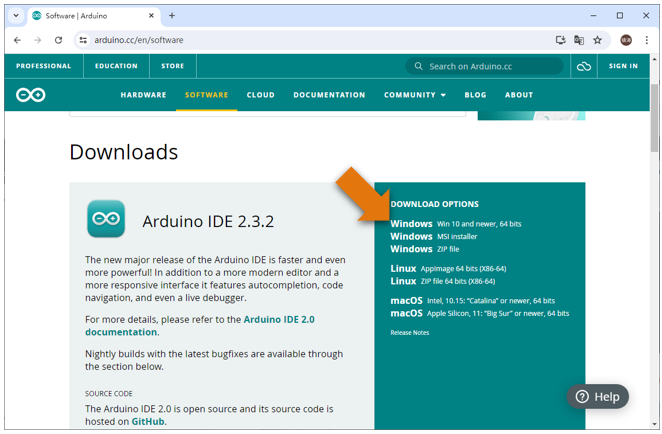 Software | Arduino
arduino.cc/en/software
PROFESSIONAL EDUCATION STORE Search on Arduino.cc SIGN IN
HARDWARE SOFTWARE CLOUD DOCUMENTATION COMMUNITY BLOG ABOUT
Downloads
Arduino IDE 2.3.2
The new major release of the Arduino IDE is faster and even
more powerful! In addition to a more modern editor and a
more responsive interface it features autocompletion, code
navigation, and even a live debugger.
For more details, please refer to the Arduino IDE 2.0
documentation.
Nightly builds with the latest bugfixes are available through
the section below.
SOURCE CODE
The Arduino IDE 2.0 is open source and its source code is
hosted on GitHub.
DOWNLOAD OPTIONS
Windows Win 10 and newer, 64 bits
Windows MSI installer
Windows ZIP file
Linux AppImage 64 bits (X86-64)
Linux ZIP file 64 bits (X86-64)
macOS Intel, 10.15: “Catalina” or newer, 64 bits
macOS Apple Silicon, 11: “Big Sur” or newer, 64 bits
Release Notes
Help